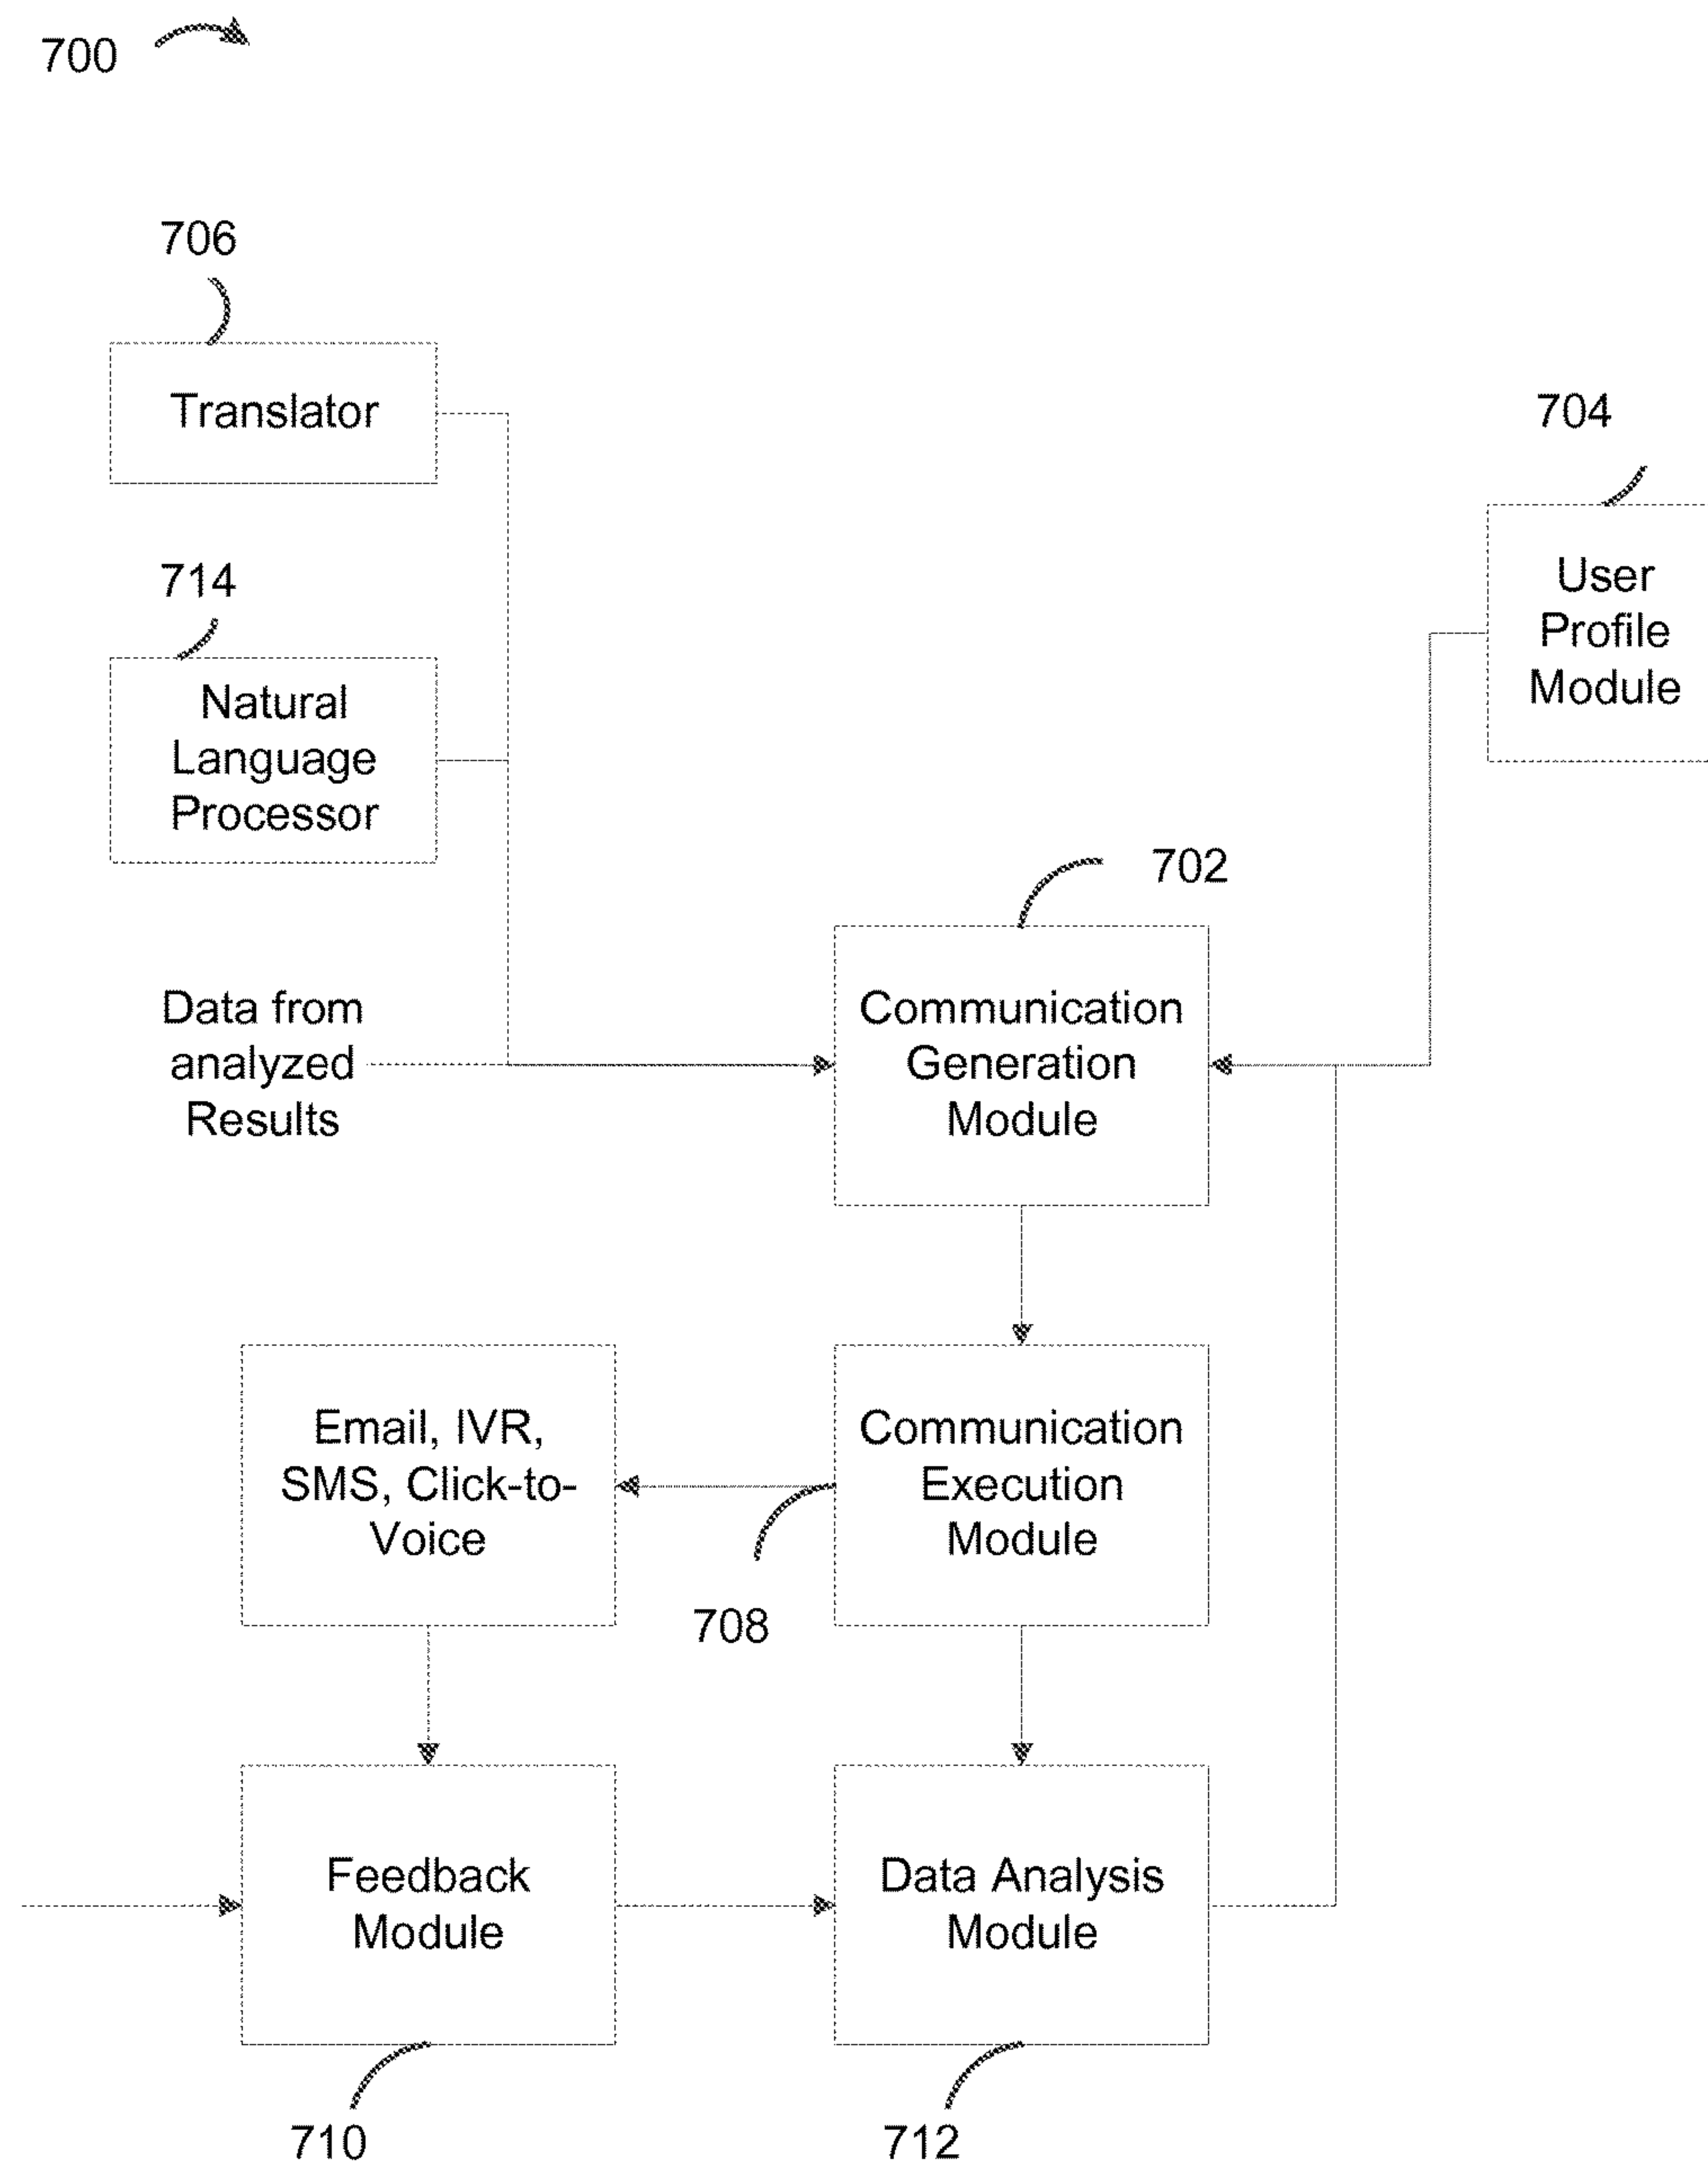 700
706
Translator
704
User
Profile
Module
714
Natural
Language
Processor
702
Data from
analyzed
Results
Communication
Generation
Module
Email, IVR,
SMS, Click-to-
Voice
Communication
Execution
Module
708
Feedback
Module
Data Analysis
Module
710
712